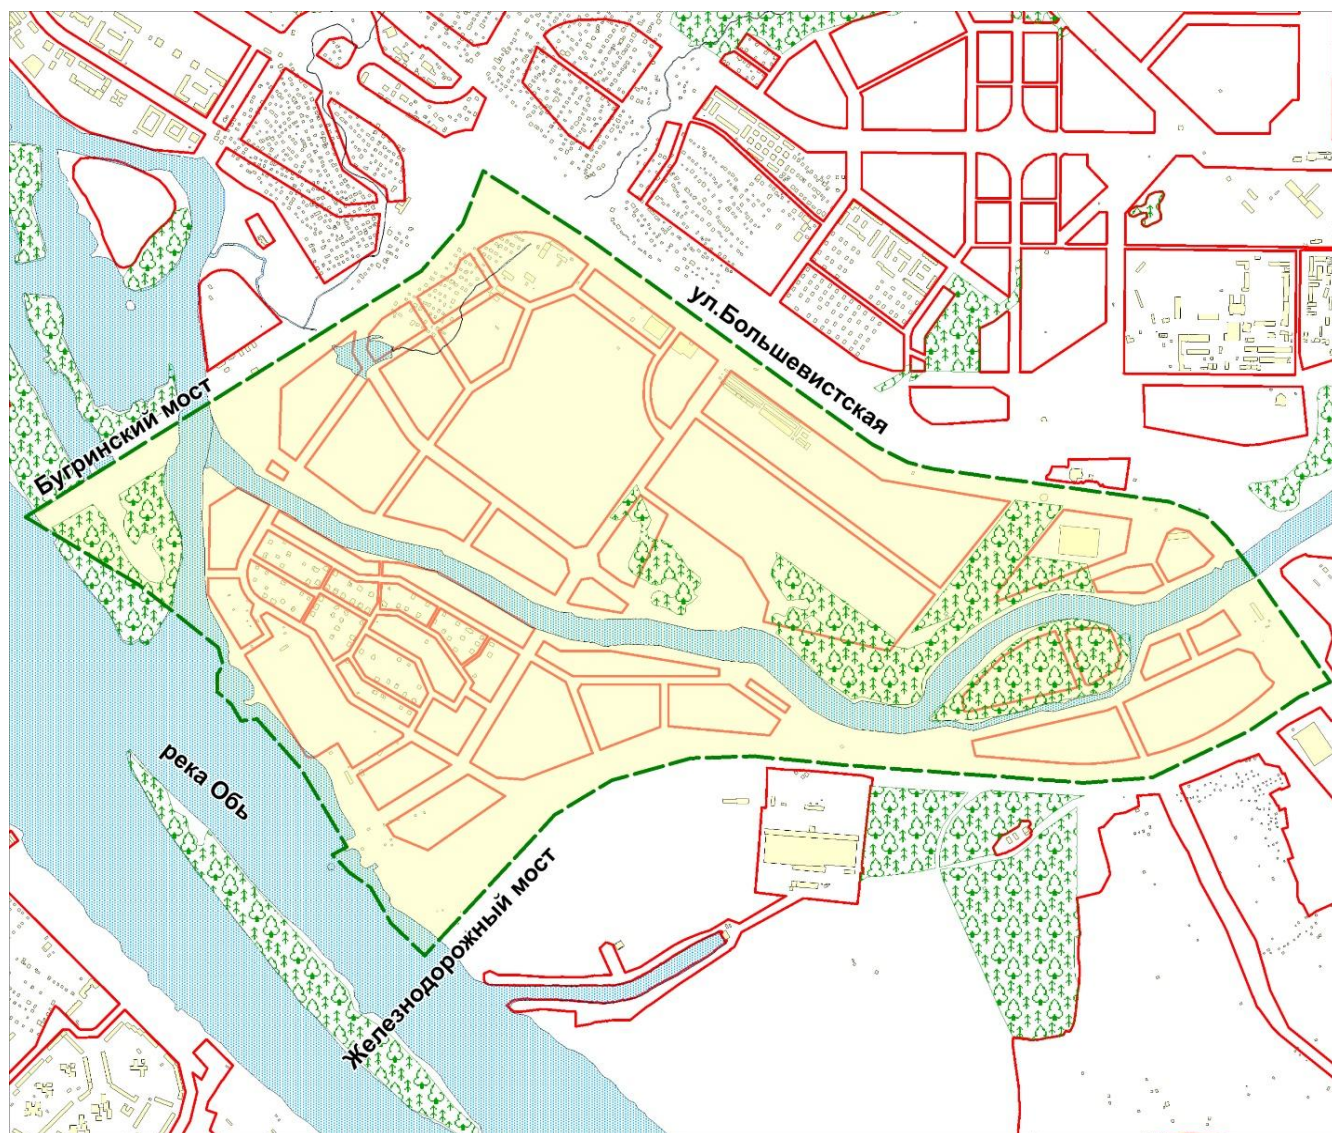 ул.Большевистская
Бугринский мост
река Обь
Железнодорожный мост